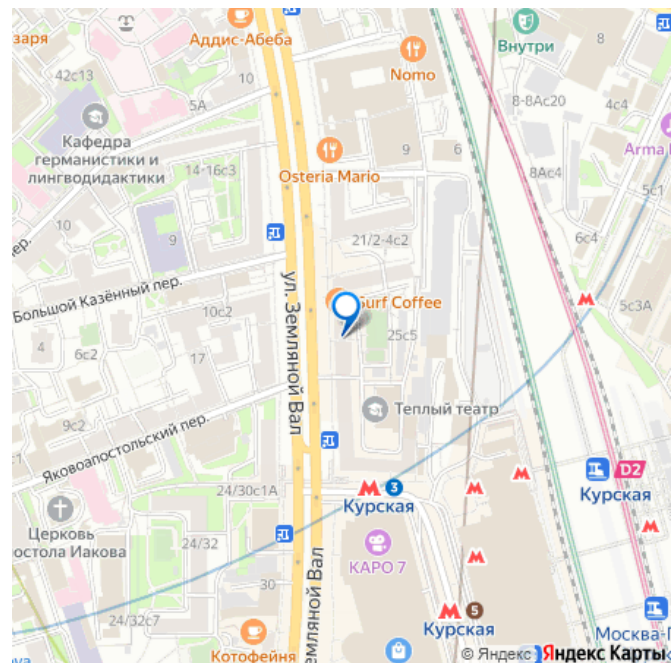 заря
Аддис-Абеба
Внутри
8
42с13
10
Nomo
8-8Ас20
4с4
5А
Кафедра
германистики и
лингводидактики
14-16с3
Osteria Mario
9
6
8Ас4
Arma
5с1
10
9
пер.
21/2-4с2
6с4
Большой Казённый пер.
ул. Земляной Вал
Surf Coffee
10с2
5с3А
4
6с2
17
25с5
9с2
Яковоапостольский пер.
Теплый театр
24/30с1А
3
Курская
D2
Курская
Церковь
постола Иакова
24/32
КАРО 7
30
Земляной Вал
24/32с7
5
Курская
Котофейня
Москва-П
© Яндекс Яндекс Карты